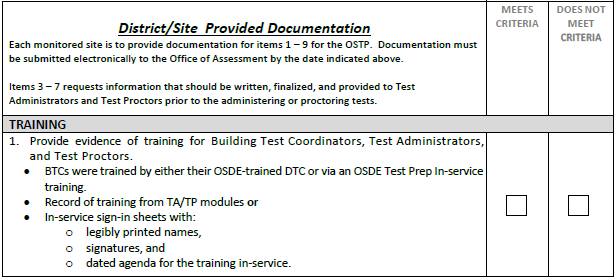 MEETS
CRITERIA
DOES NOT
MEET
CRITERIA
District/Site Provided Documentation
Each monitored site is to provide documentation for items 1 – 9 for the OSTP. Documentation must
be submitted electronically to the Office of Assessment by the date indicated above.
Items 3 – 7 requests information that should be written, finalized, and provided to Test
Administrators and Test Proctors prior to the administering or proctoring tests.
TRAINING
1. Provide evidence of training for Building Test Coordinators, Test Administrators,
and Test Proctors.
• BTCs were trained by either their OSDE-trained DTC or via an OSDE Test Prep In-service
training.
• Record of training from TA/TP modules or
• In-service sign-in sheets with:
o legibly printed names,
o signatures, and
o dated agenda for the training in-service.